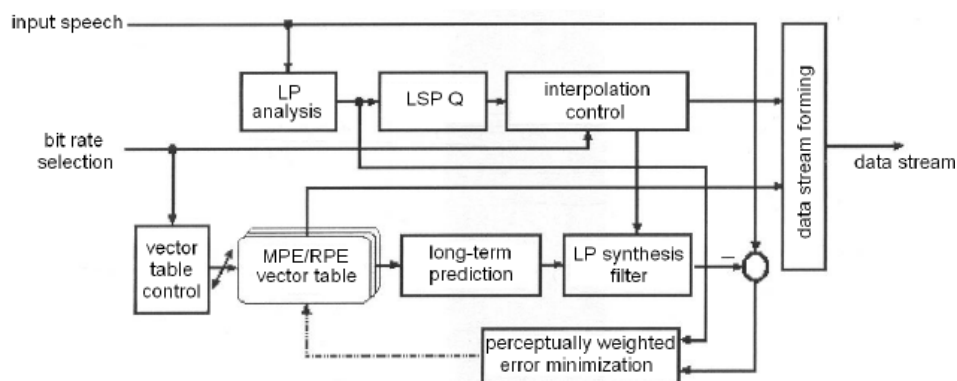 input speech
LP
analysis
LSP Q
interpolation
control
bit rate
selection
data stream forming
data stream
vector
table
control
MPE/RPE
vector table
long-term
prediction
LP synthesis
filter
–
perceptually weighted
error minimization